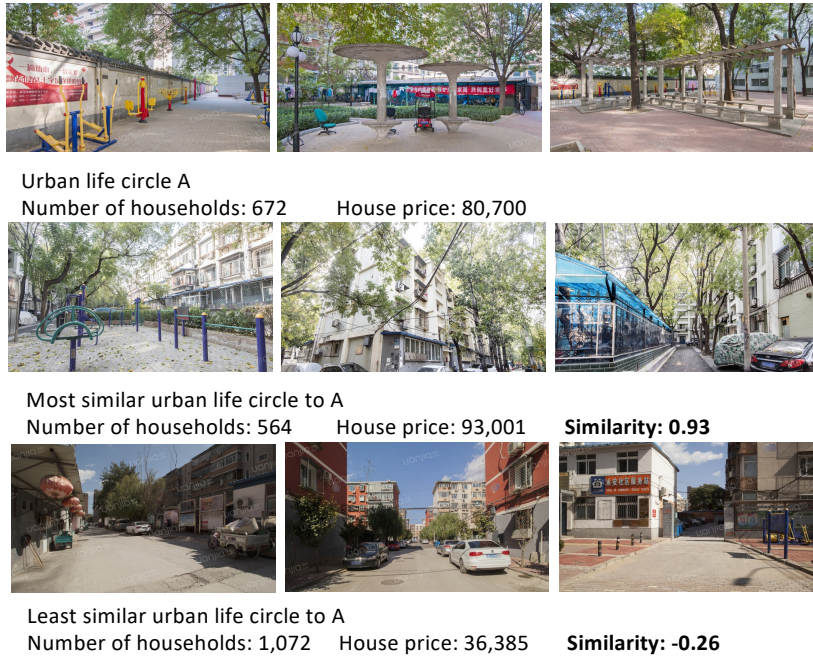 Urban life circle A
Number of households: 672 House price: 80,700
Most similar urban life circle to A
Number of households: 564 House price: 93,001 Similarity: 0.93
Least similar urban life circle to A
Number of households: 1,072 House price: 36,385 Similarity: -0.26